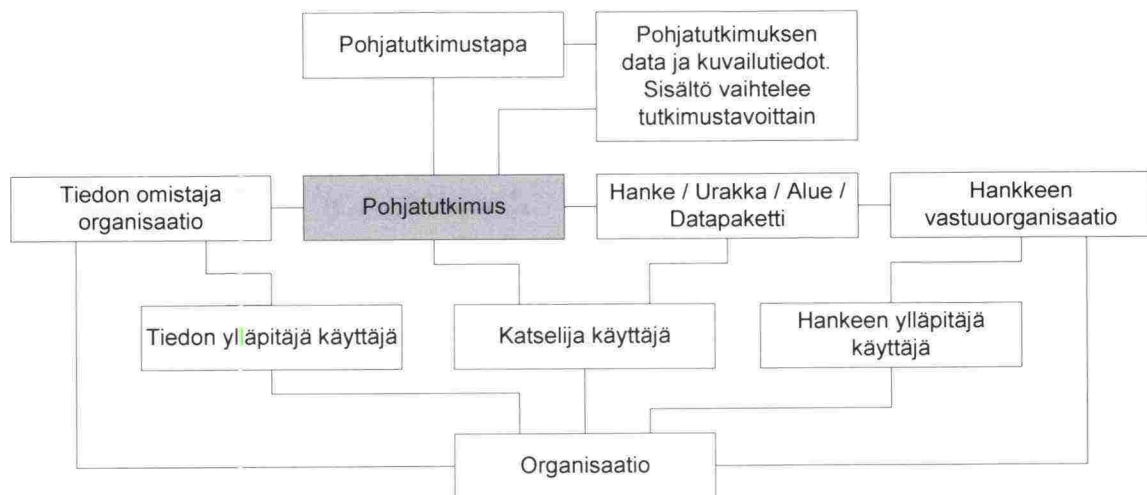 Pohjatutkimustapa
Pohjatutkimuksen
data ja kuvailutiedot.
Sisältö vaihtelee
tutkimustavoittain
Tiedon omistaja
organisaatio
Pohjatutkimus
Hanke / Urakka / Alue /
Datapaketti
Hankkeen
vastuuorganisaatio
Tiedon ylläpitäjä käyttäjä
Katselija käyttäjä
Hankeen ylläpitäjä
käyttäjä
Organisaatio